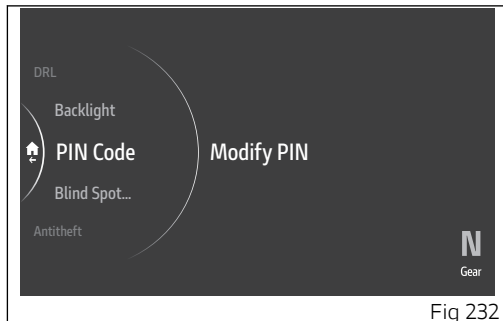 DRL
Backlight
PIN Code
Modify PIN
Blind Spot...
Antitheft
N
Gear
Fig 232